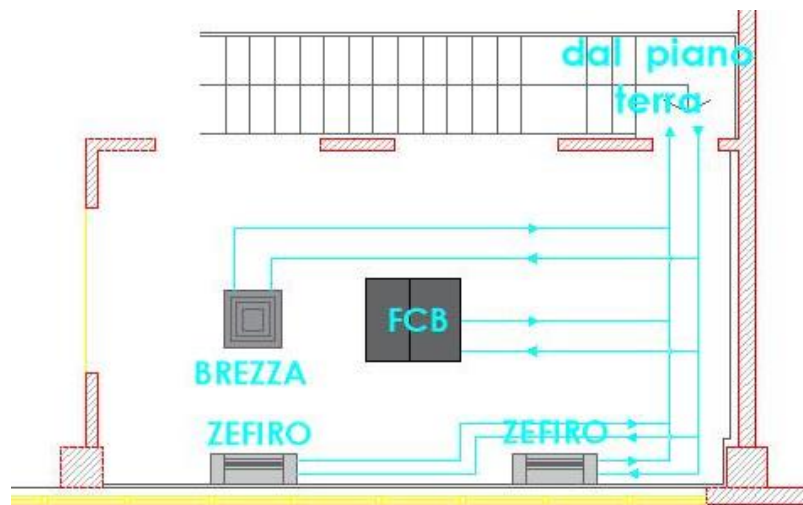 dal piano
terra
FCB
BREZZA
ZEFIRO
ZEFIRO